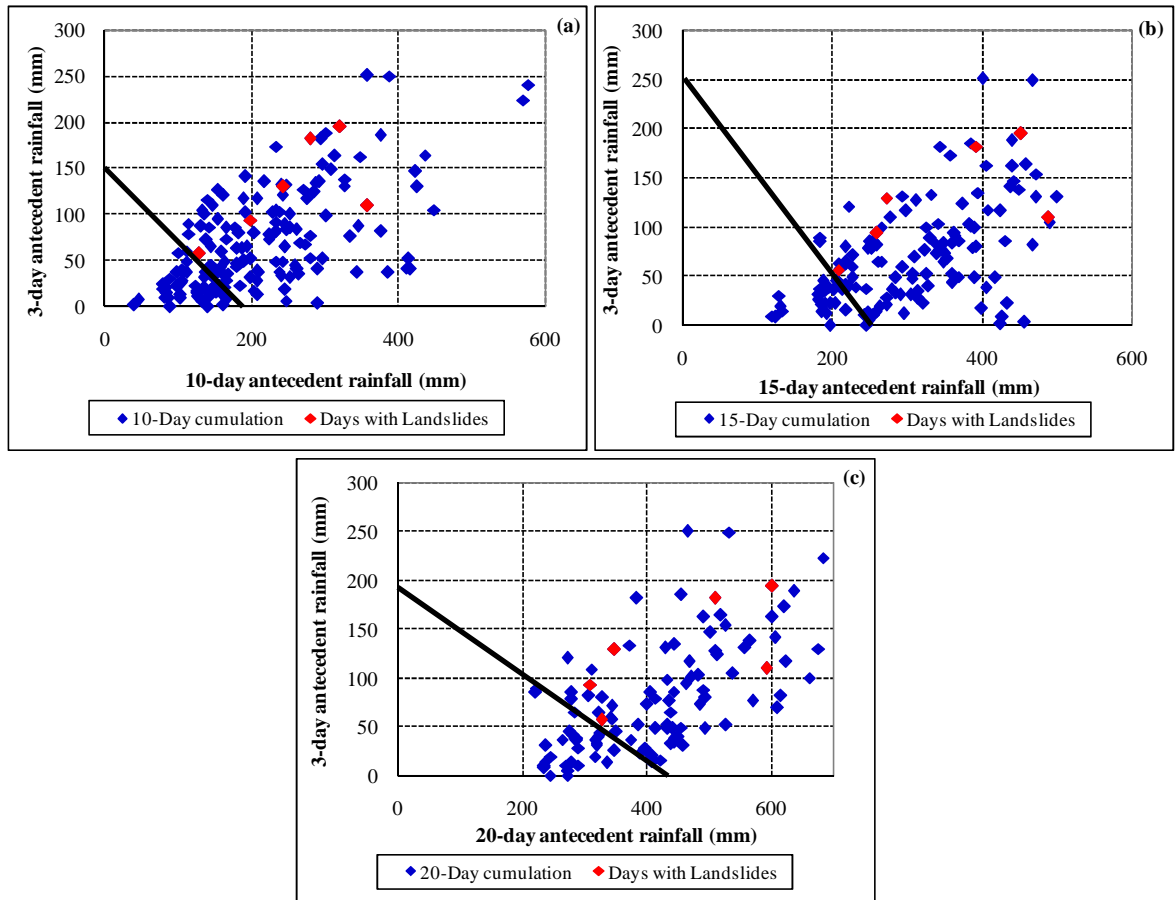 (a)
300
250
200
150
100
50
0
3-day antecedent rainfall (mm)
0 200 400 600
10-day antecedent rainfall (mm)
10-Day cumulation Days with Landslides
(b)
300
250
200
150
100
50
0
3-day antecedent rainfall (mm)
0 200 400 600
15-day antecedent rainfall (mm)
15-Day cumulation Days with Landslides
(c)
300
250
200
150
100
50
0
3-day antecedent rainfall (mm)
0 200 400 600
20-day antecedent rainfall (mm)
20-Day cumulation Days with Landslides